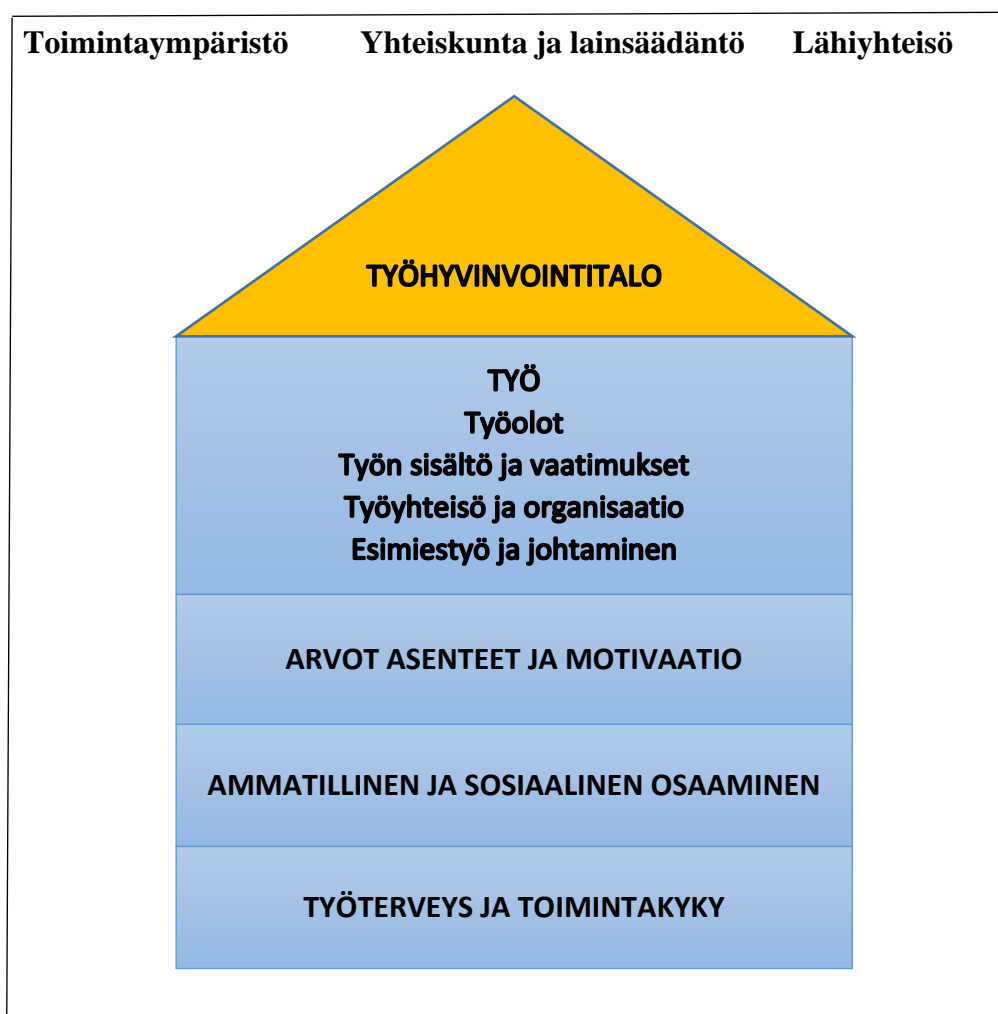 Toimintaympäristö Yhteiskunta ja lainsäädäntö Lähiyhteisö
TYÖHYVINVOINTITALO
TYÖ
Työolot
Työn sisältö ja vaatimukset
Työyhteisö ja organisaatio
Esimiestyö ja johtaminen
ARVOT ASENTEET JA MOTIVAATIO
AMMATILLINEN JA SOSIAALINEN OSAAMINEN
TYÖTERVEYS JA TOIMINTAKYKY